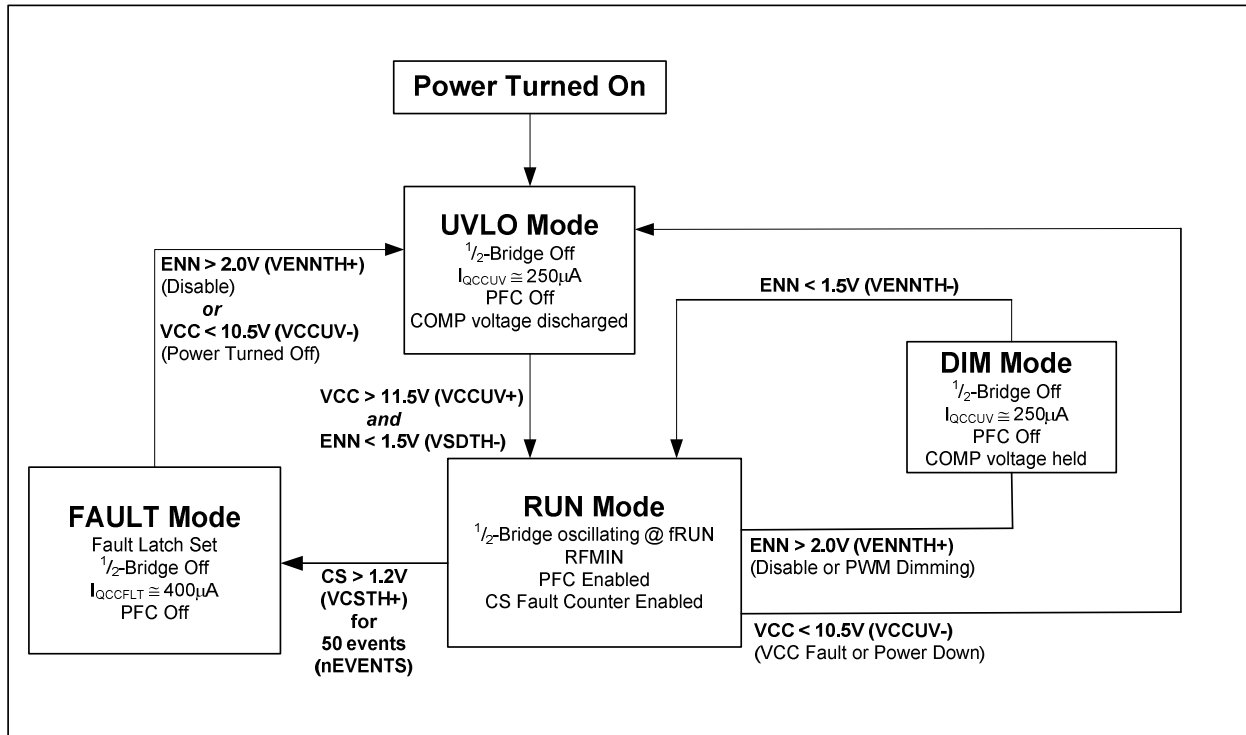 Power Turned On
UVLO Mode
1/2-Bridge Off
IQCCUV ≅ 250µA
PFC Off
COMP voltage discharged
ENN > 2.0V (VENNTH+)
(Disable)
or
VCC < 10.5V (VCCUV-)
(Power Turned Off)
ENN < 1.5V (VENNTH-)
DIM Mode
1/2-Bridge Off
IQCCUV ≅ 250µA
PFC Off
COMP voltage held
VCC > 11.5V (VCCUV+)
and
ENN < 1.5V (VSDTH-)
FAULT Mode
Fault Latch Set
1/2-Bridge Off
IQCCFLT ≅ 400µA
PFC Off
CS > 1.2V
(VCSTH+)
for
50 events
(nEVENTS)
RUN Mode
1/2-Bridge oscillating @ fRUN
RFMIN
PFC Enabled
CS Fault Counter Enabled
ENN > 2.0V (VENNTH+)
(Disable or PWM Dimming)
VCC < 10.5V (VCCUV-)
(VCC Fault or Power Down)